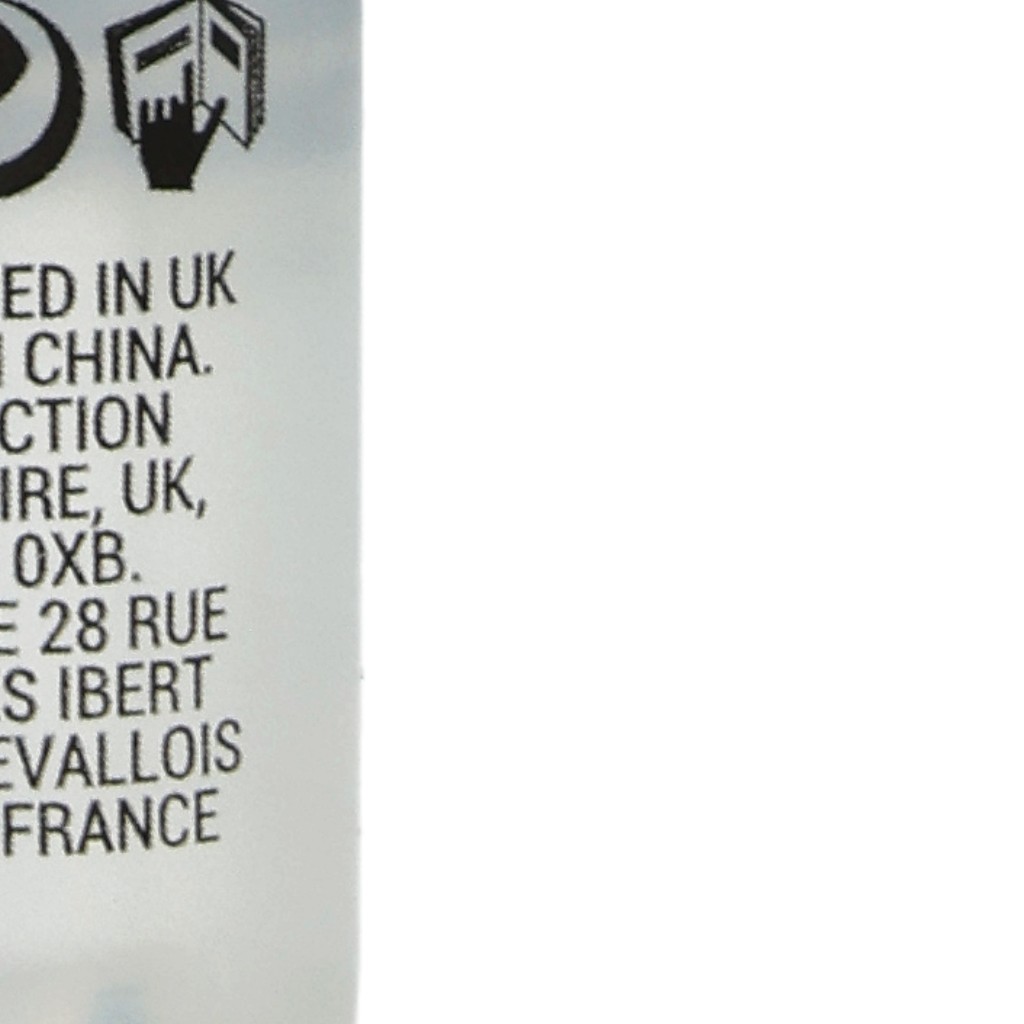 ED IN UK
CHINA.
CTION
IRE, UK,
0XB.
E 28 RUE
S IBERT
EVALLOIS
FRANCE